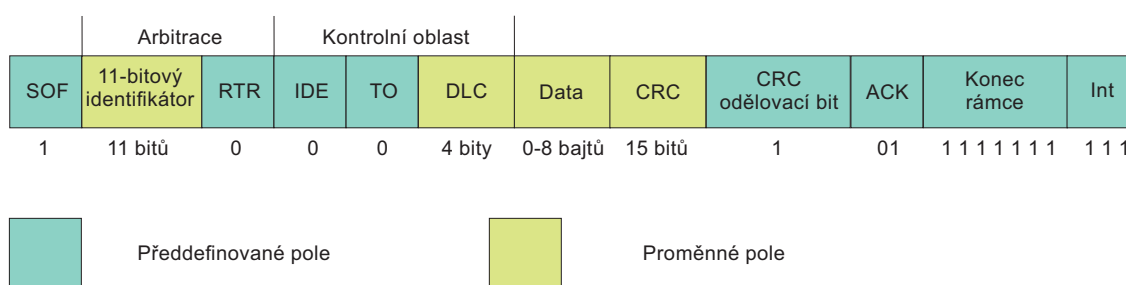 Arbitrace Kontrolní oblast
SOF 11-bitový identifikátor RTR IDE TO DLC Data CRC CRC odělovací bit ACK Konec rámce Int
1 11 bitů 0 0 0 4 bity 0-8 bajtů 15 bitů 1 01 1 1 1 1 1 1 1 1 1 1
Předdefinované pole Proměnné pole